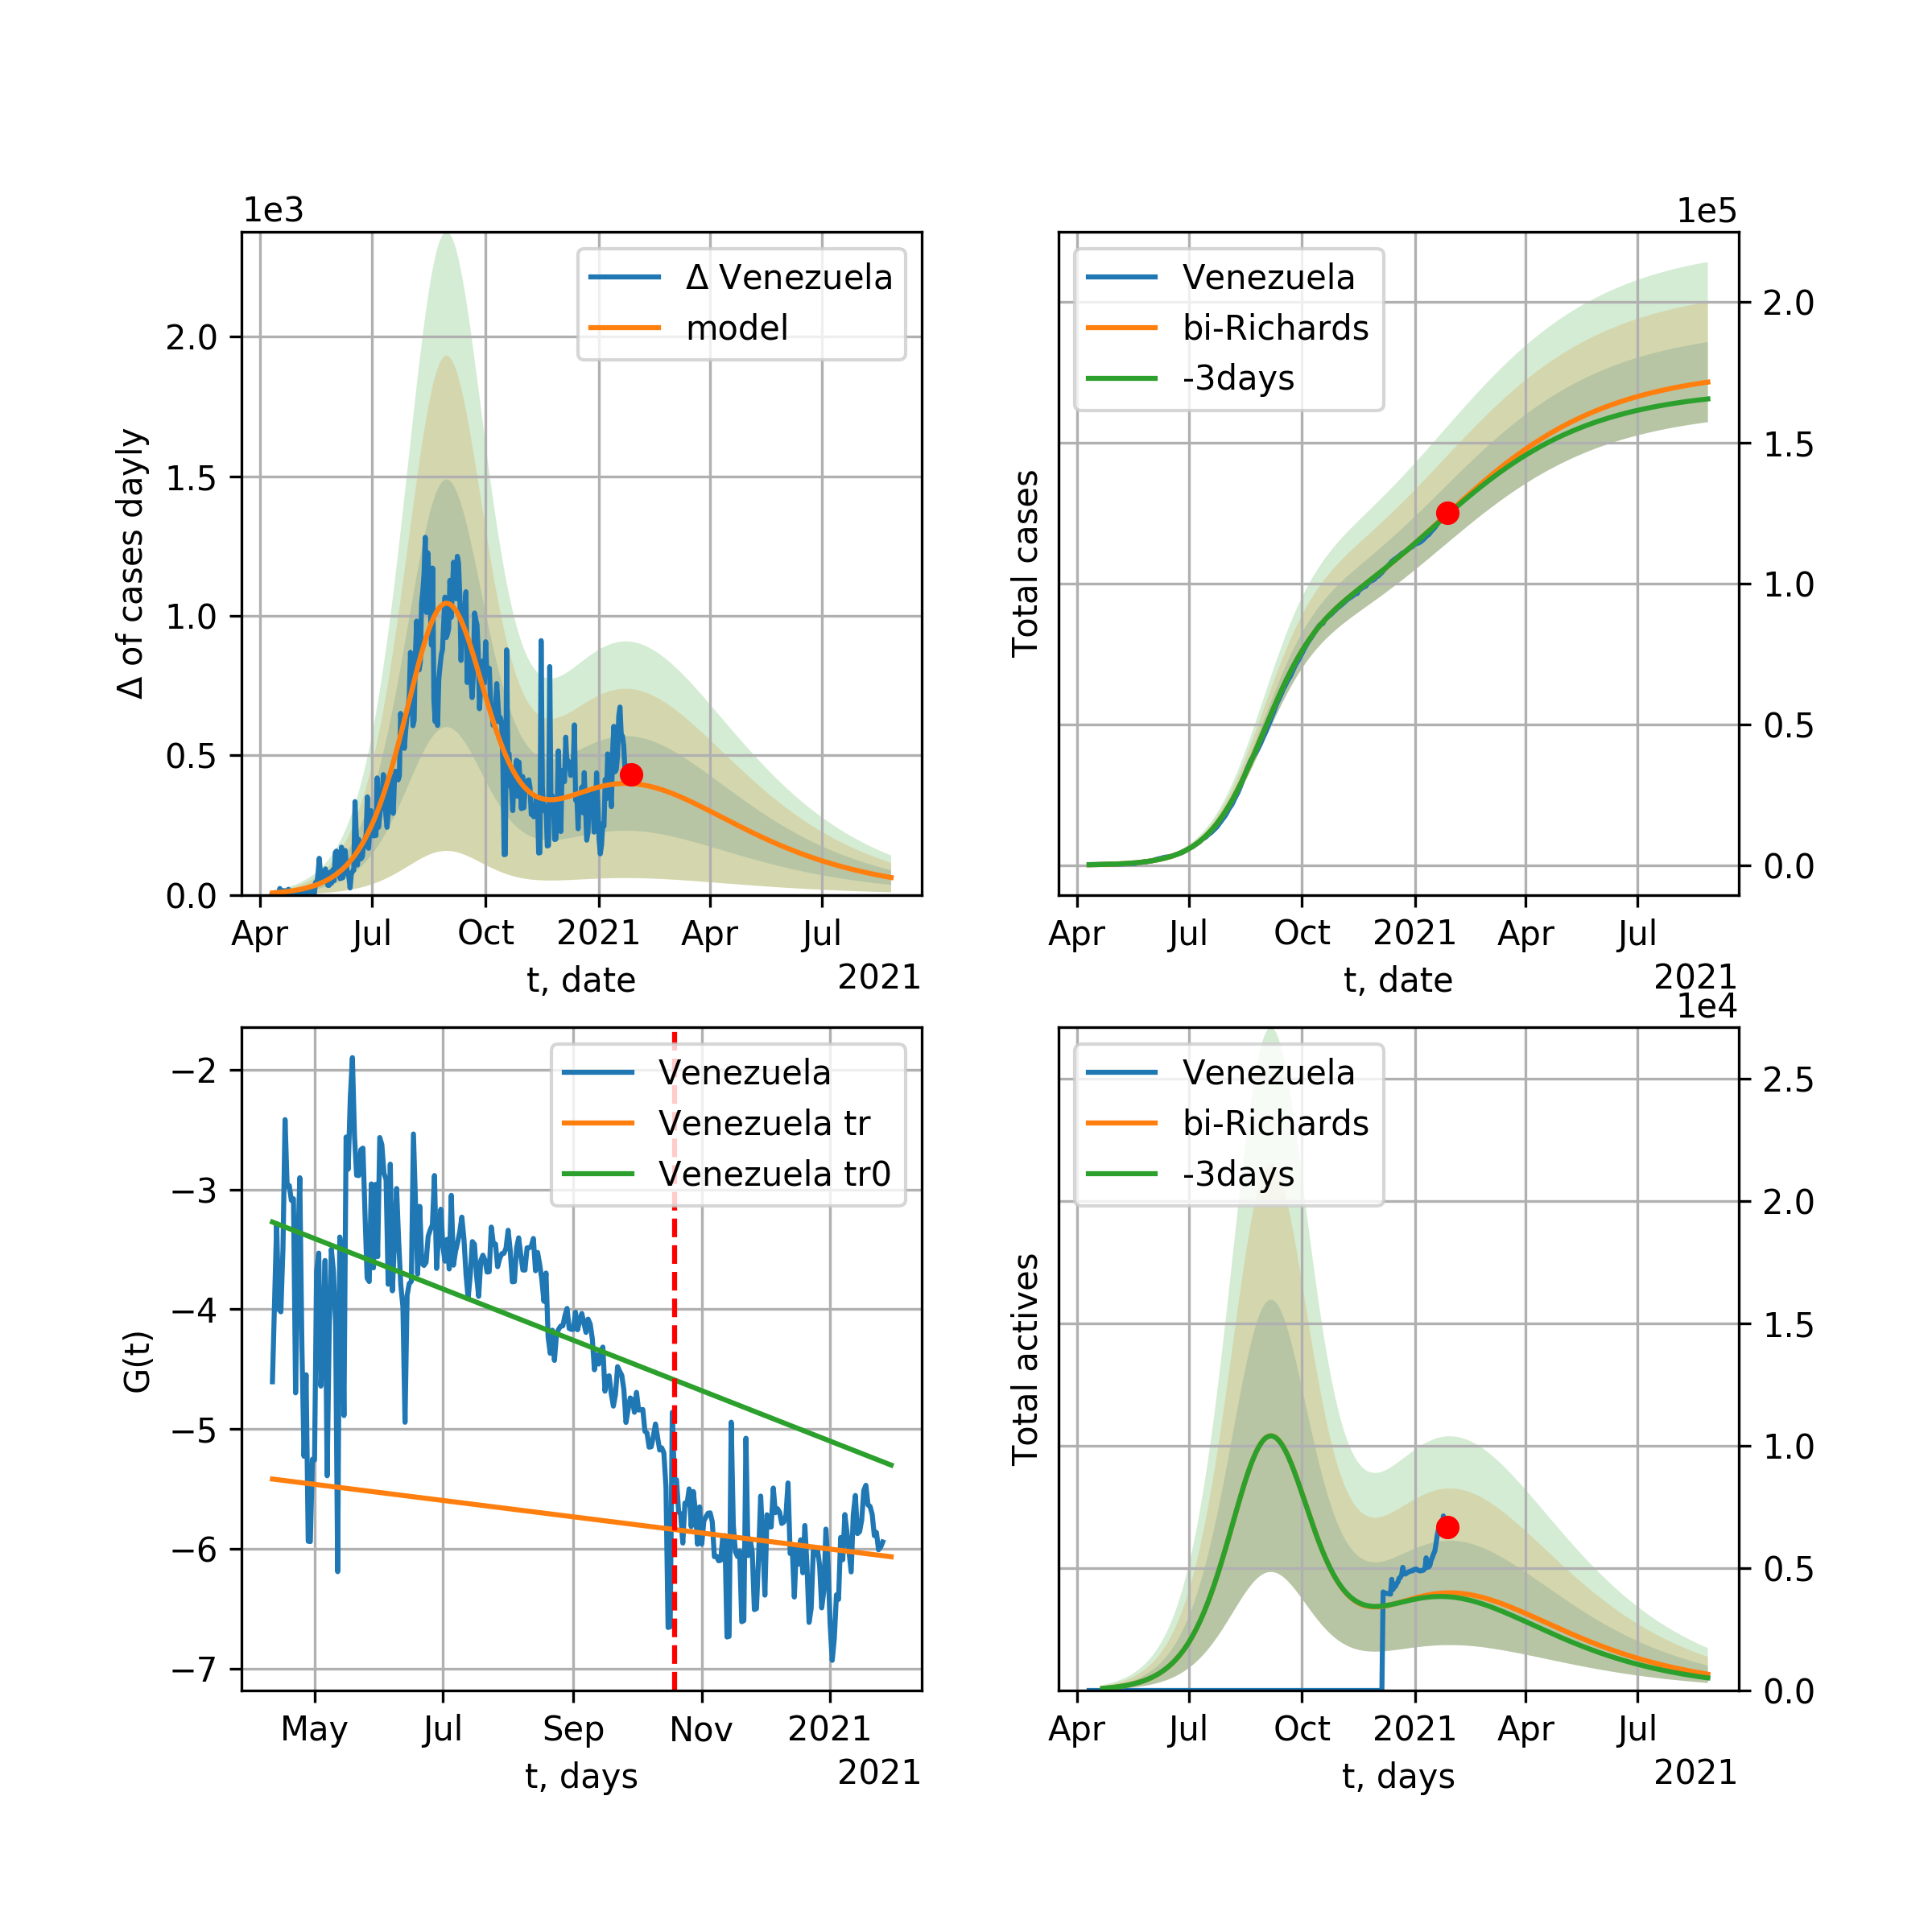 1e3
Δ of cases dayly
2.0
1.5
1.0
0.5
0.0
Δ Venezuela
model
Apr Jul Oct 2021 Apr Jul
t, date
2021
1e5
Total cases
Venezuela
bi-Richards
-3days
2.0
1.5
1.0
0.5
0.0
Apr Jul Oct 2021 Apr Jul
t, date
2021
G(t)
−2
−3
−4
−5
−6
−7
Venezuela
Venezuela tr
Venezuela tr0
May Jul Sep Nov 2021
t, days
2021
1e4
Total actives
Venezuela
bi-Richards
-3days
2.5
2.0
1.5
1.0
0.5
0.0
Apr Jul Oct 2021 Apr Jul
t, days
2021